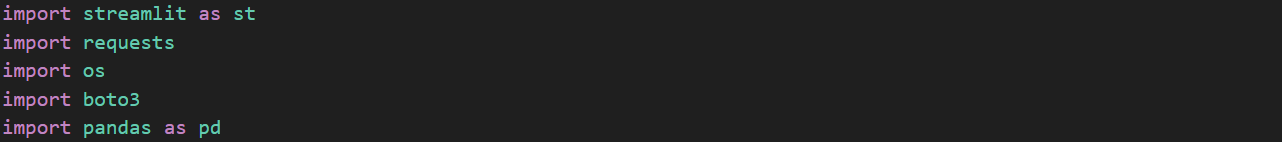 import streamlit as st
import requests
import os
import boto3
import pandas as pd